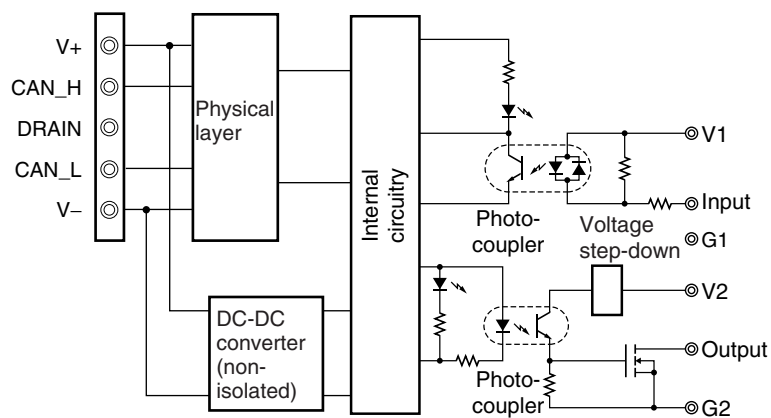 V+
CAN_H
DRAIN
CAN_L
V−
Physical
layer
DC-DC
converter
(non-
isolated)
Internal
circuitry
Photo-
coupler
Voltage
step-down
Photo-
coupler
V1
Input
G1
V2
Output
G2